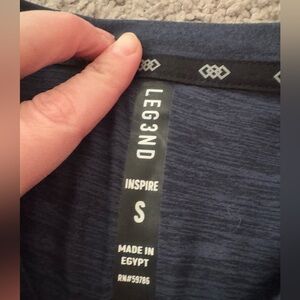 LEG3ND
INSPIRE
S
MADE IN
EGYPT
RN#59786